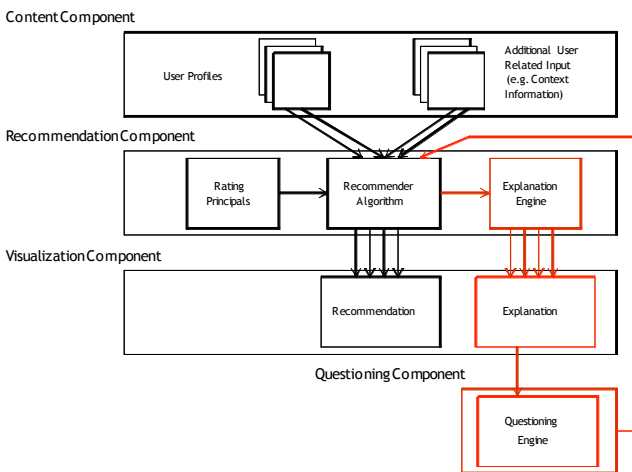 Content Component
User Profiles
Additional User
Related Input
(e.g. Context
Information)
Recommendation Component
Rating
Principals
Recommender
Algorithm
Explanation
Engine
Visualization Component
Recommendation
Explanation
Questioning Component
Questioning
Engine